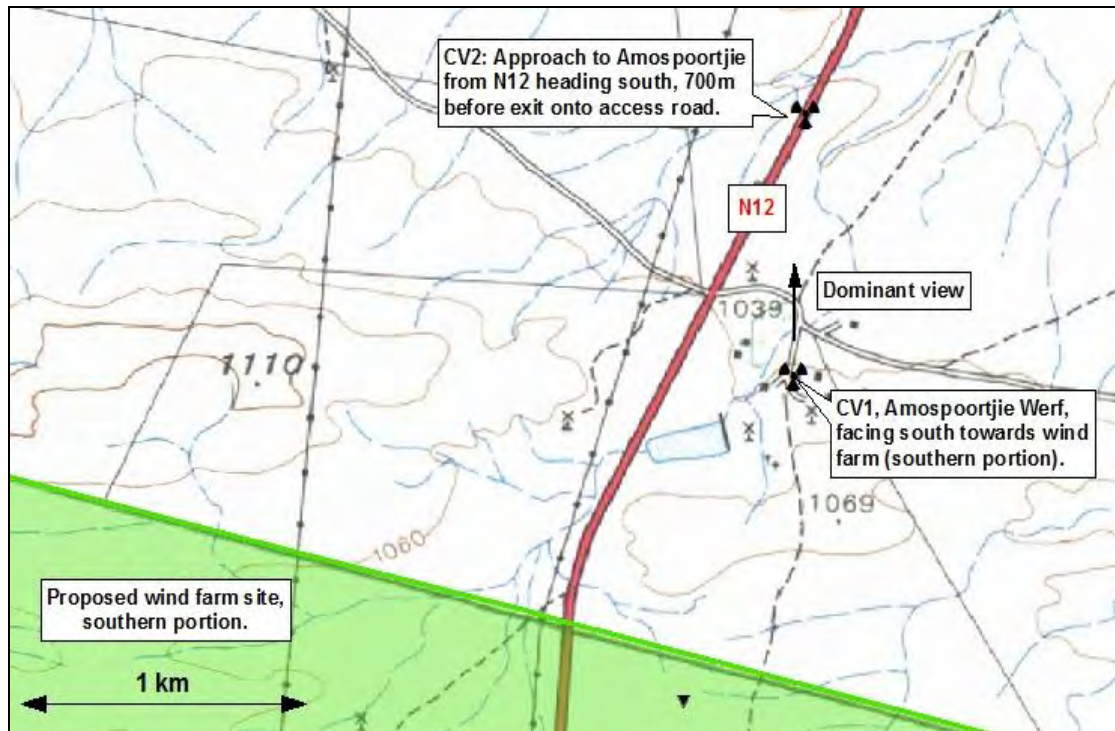 CV2: Approach to Amospoortjie
from N12 heading south, 700m
before exit onto access road.
N12
Dominant view
1039
1110
CV1, Amospoortjie Werf,
facing south towards wind
farm (southern portion).
1069
1060
Proposed wind farm site,
southern portion.
1 km